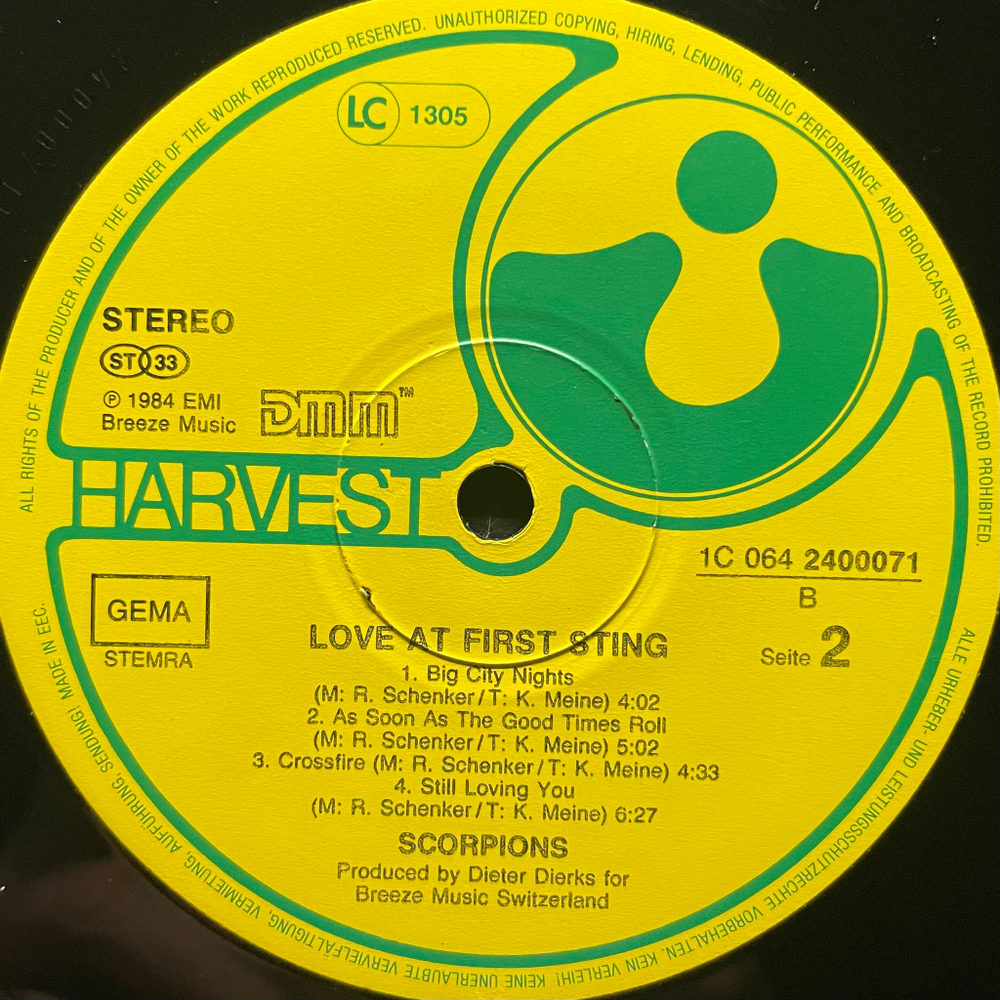 ALL RIGHTS OF THE PRODUCER AND OF THE OWNER OF THE WORK REPRODUCED RESERVED. UNAUTHORIZED COPYING, HIRING, LENDING, PUBLIC PERFORMANCE AND BROADCASTING OF THE RECORD PROHIBITED.
LC 1305
STEREO
ST 33
℗ 1984 EMI
Breeze Music
DMM™
HARVEST
1C 064 2400071
B
Seite 2
GEMA
STEMRA
LOVE AT FIRST STING
1. Big City Nights
(M: R. Schenker/T: K. Meine) 4:02
2. As Soon As The Good Times Roll
(M: R. Schenker/T: K. Meine) 5:02
3. Crossfire (M: R. Schenker/T: K. Meine) 4:33
4. Still Loving You
(M: R. Schenker/T: K. Meine) 6:27
SCORPIONS
Produced by Dieter Dierks for
Breeze Music Switzerland
ALLE URHEBER- UND LEISTUNGSSCHUTZRECHTE VORBEHALTEN. KEIN VERLEIH! KEINE UNERLAUBTE VERVIELFÄLTIGUNG, VERMIETUNG, AUFFÜHRUNG, SENDUNG! MADE IN EEC.